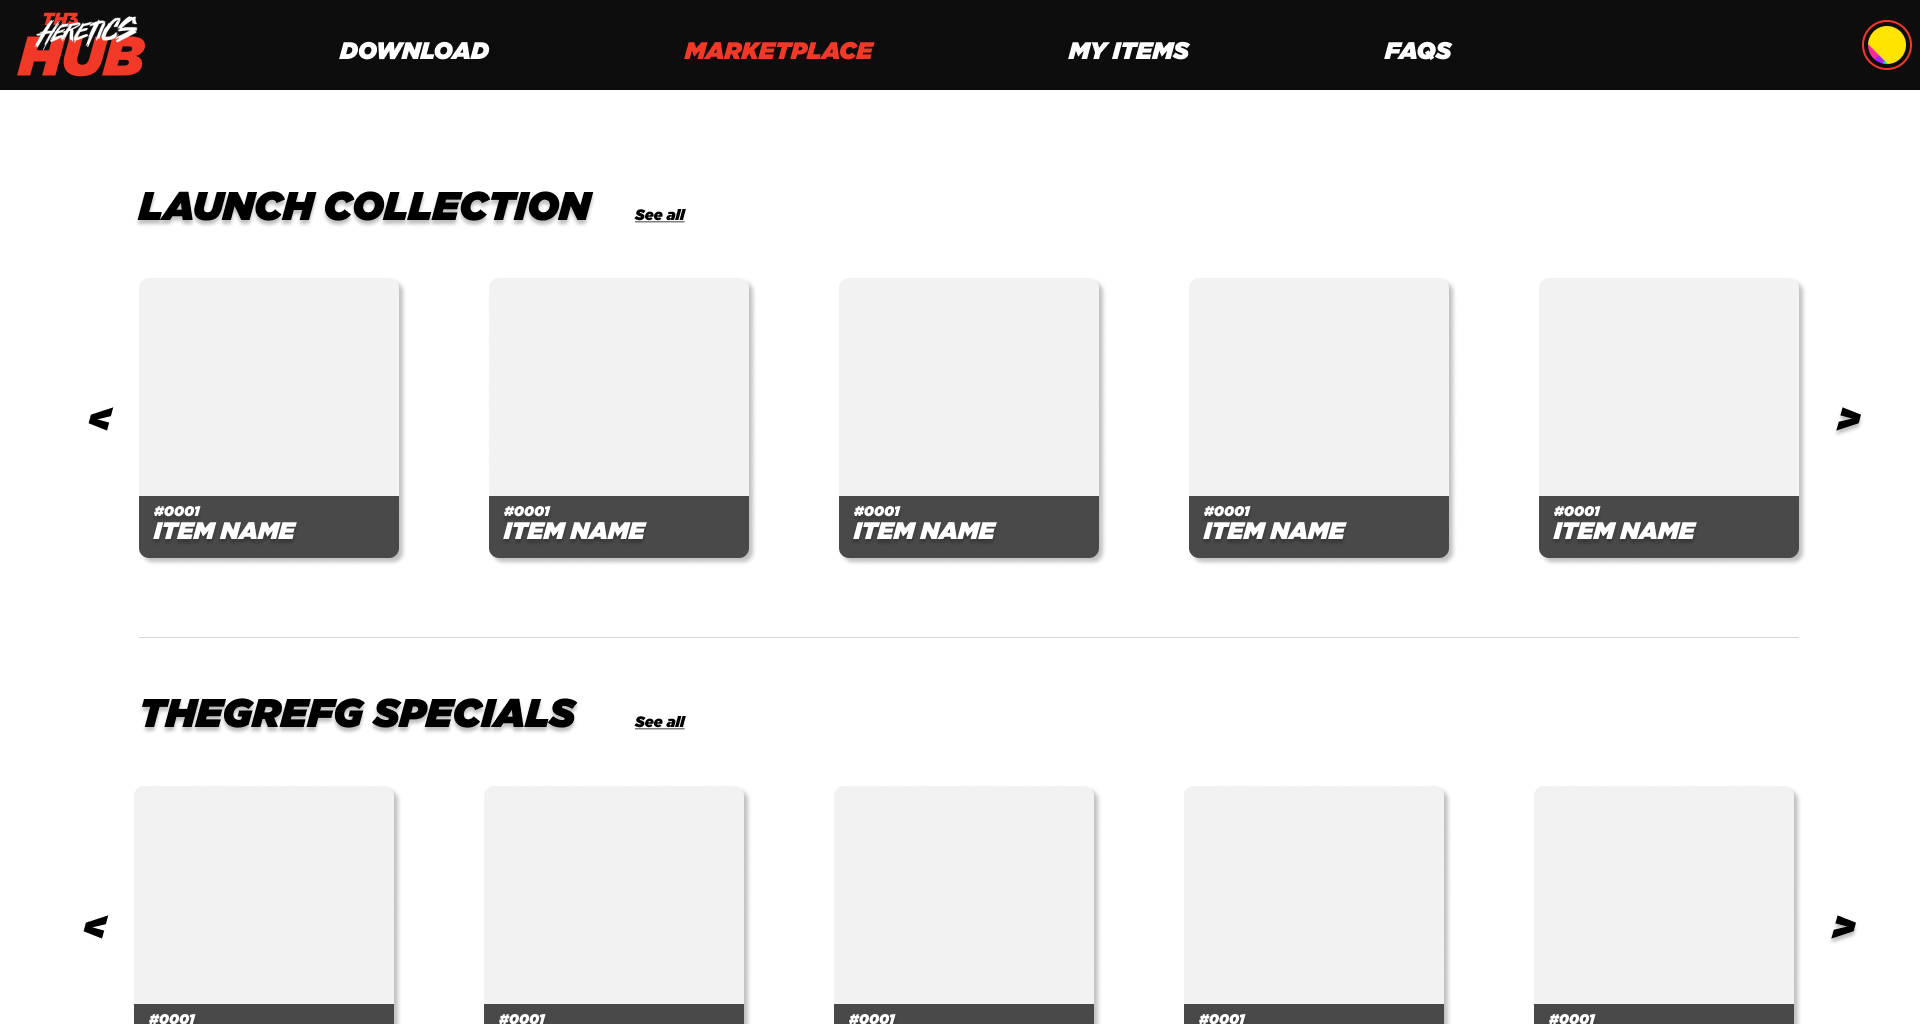 TH3
HERETICS
HUB
DOWNLOAD
MARKETPLACE
MY ITEMS
FAQS
LAUNCH COLLECTION
See all
<
#0001
ITEM NAME
#0001
ITEM NAME
#0001
ITEM NAME
#0001
ITEM NAME
#0001
ITEM NAME
>
THEGREFG SPECIALS
See all
<
>
#0001
#0001
#0001
#0001
#0001